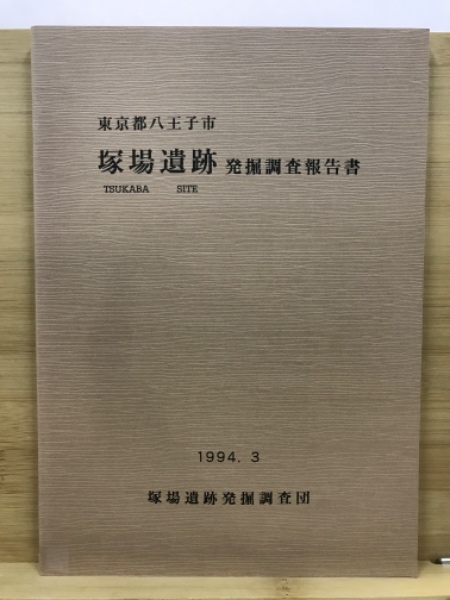 東京都八王子市
塚場遺跡 発掘調査報告書
TSUKABA SITE
1994. 3
塚場遺跡発掘調査団